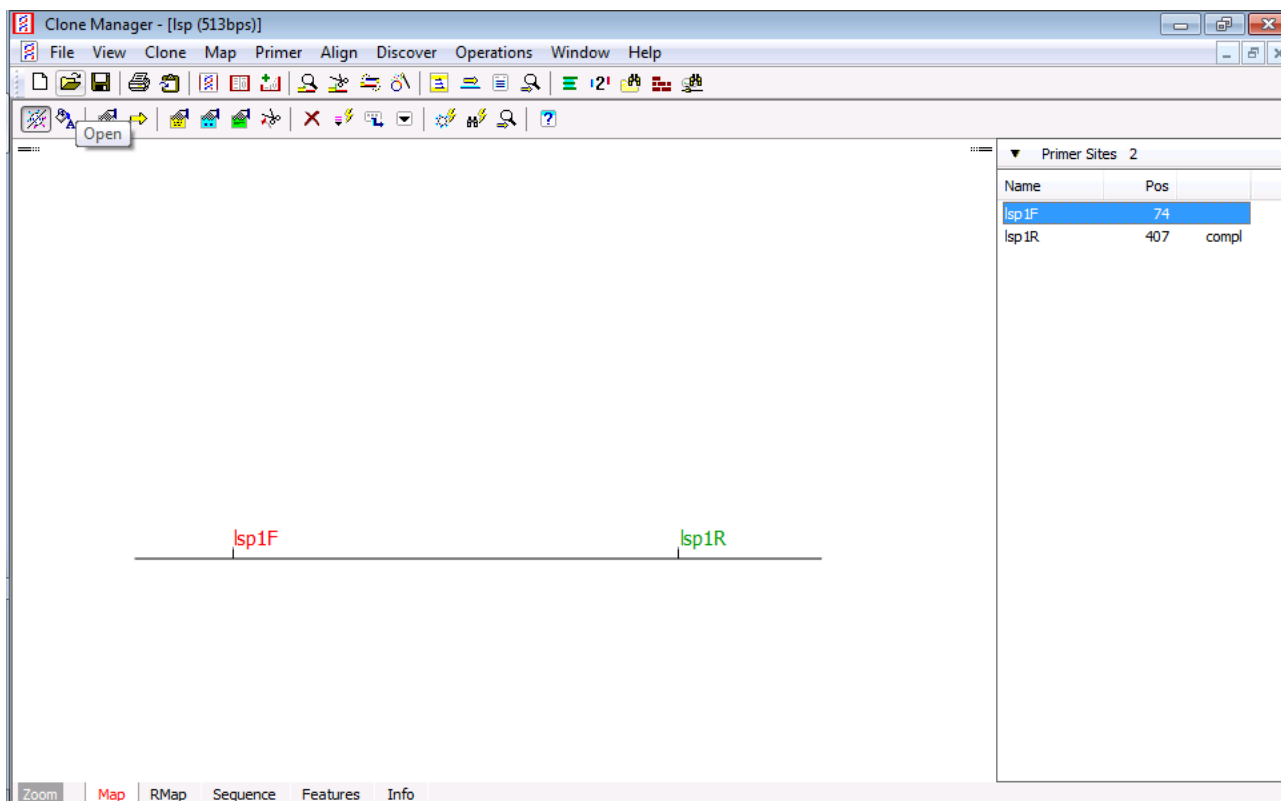 Clone Manager - [lsp (513bps)]
File View Clone Map Primer Align Discover Operations Window Help
Open
Primer Sites 2
Name Pos
lsp1F 74
lsp1R 407 compl
lsp1F lsp1R
Zoom Map RMap Sequence Features Info